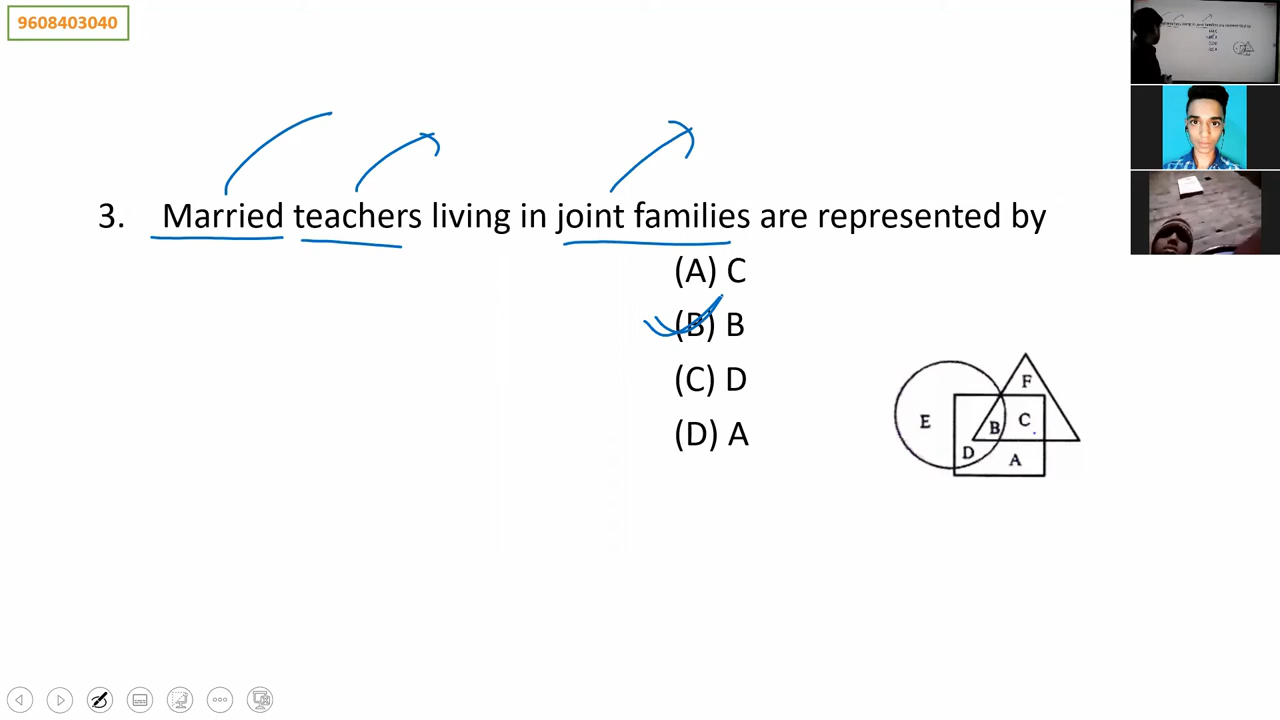 9608403040
3. Married teachers living in joint families are represented by
(A) C
(B) B
(C) D
(D) A
F
E
B
C
D
A